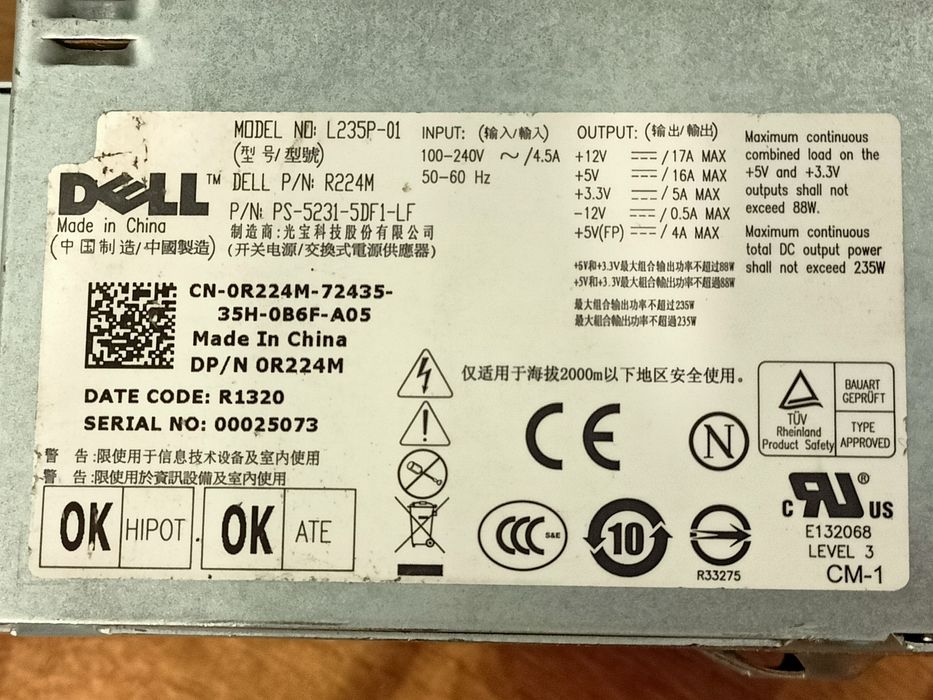 MODEL NO: L235P-01
(型号/型號)
DELL™
DELL P/N: R224M
P/N: PS-5231-5DF1-LF
Made in China
(中国制造/中國製造)
制造商:光宝科技股份有限公司
(开关电源/交換式電源供應器)
INPUT: (输入/輸入)
100-240V ～/4.5A
50-60 Hz
OUTPUT: (输出/輸出)
+12V ⎓/17A MAX
+5V ⎓/16A MAX
+3.3V ⎓/5A MAX
-12V ⎓/0.5A MAX
+5V(FP) ⎓/4A MAX
+5V和+3.3V最大组合输出功率不超过88W
+5V和+3.3V最大組合輸出功率不超過88W
最大组合输出功率不超过235W
最大組合輸出功率不超過235W
Maximum continuous
combined load on the
+5V and +3.3V
outputs shall not
exceed 88W.
Maximum continuous
total DC output power
shall not exceed 235W
CN-0R224M-72435-
35H-0B6F-A05
Made In China
DP/N 0R224M
DATE CODE: R1320
SERIAL NO: 00025073
警 告:限使用于信息技术设备及室内使用
警 告:限使用於資訊設備及室內使用
OK HIPOT.
OK ATE
仅适用于海拔2000m以下地区安全使用。
CE
N
TÜV
Rheinland
Product Safety
BAUART
GEPRÜFT
TYPE
APPROVED
CCC S&E
10
R33275
c RU® US
E132068
LEVEL 3
CM-1